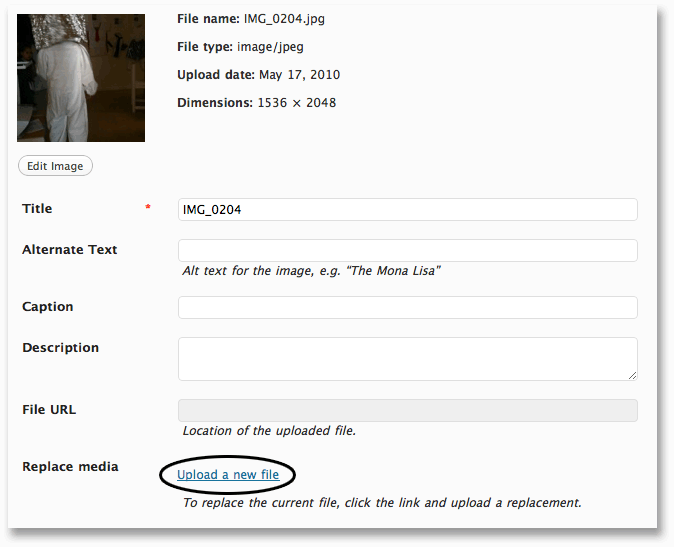 File name: IMG_0204.jpg
File type: image/jpeg
Upload date: May 17, 2010
Dimensions: 1536 × 2048
Edit Image
Title * IMG_0204
Alternate Text
Alt text for the image, e.g. “The Mona Lisa”
Caption
Description
File URL
Location of the uploaded file.
Replace media Upload a new file
To replace the current file, click the link and upload a replacement.